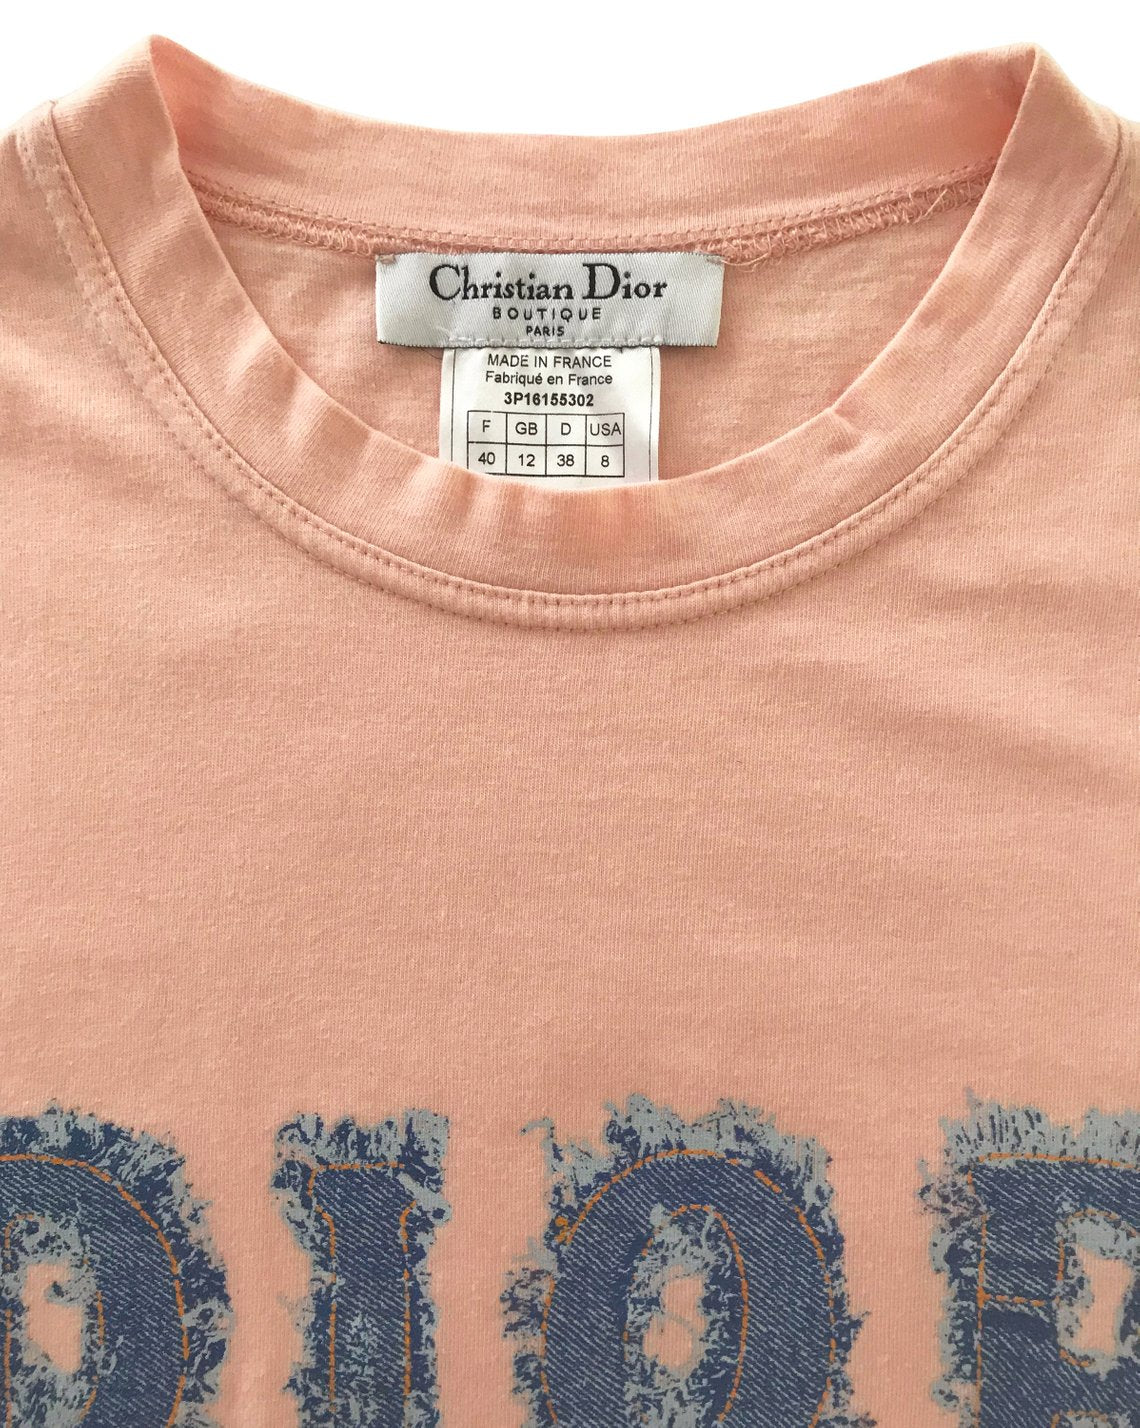 Christian Dior
BOUTIQUE
PARIS
MADE IN FRANCE
Fabriqué en France
3P16155302
F GB D USA
40 12 38 8
DIOR